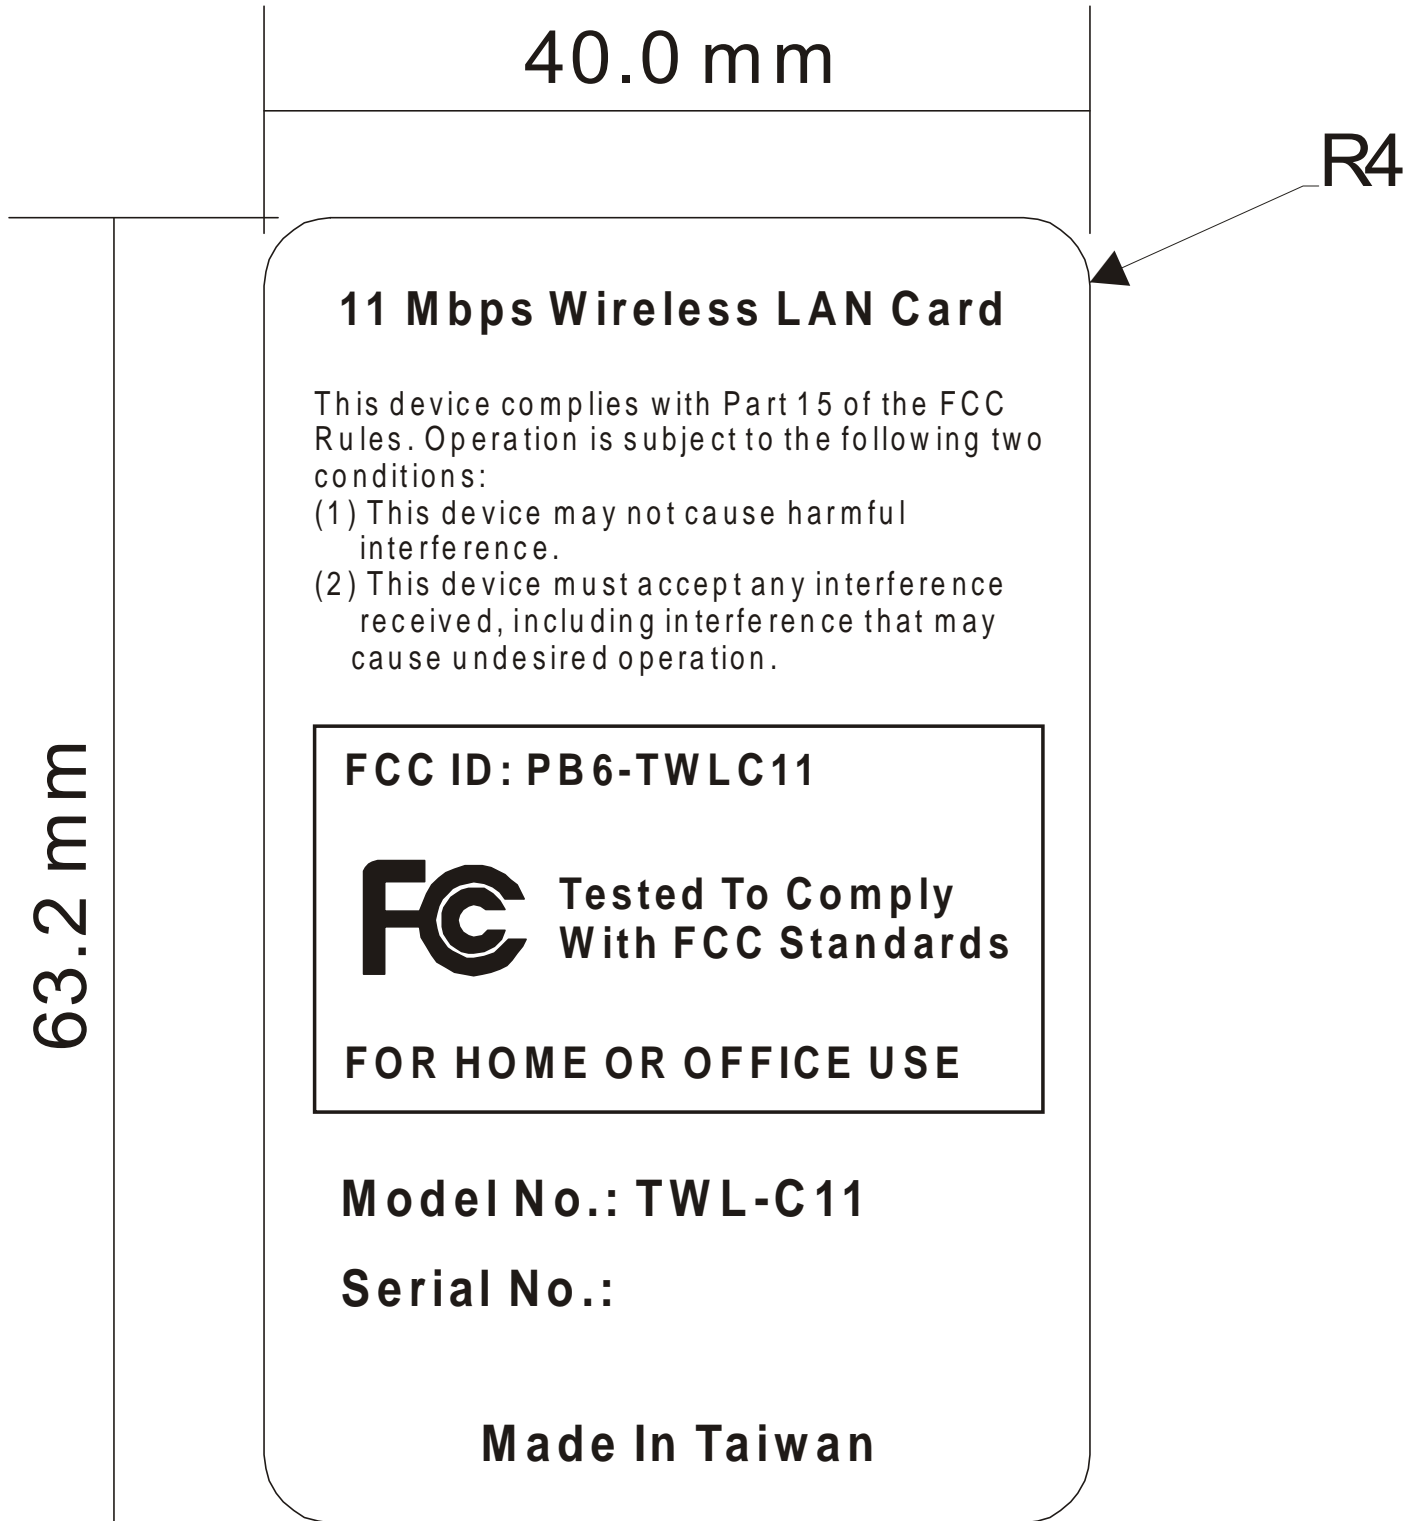 40.0 mm
R4
63.2 mm
11 Mbps Wireless LAN Card
This device complies with Part 15 of the FCC
Rules. Operation is subject to the following two
conditions:
(1) This device may not cause harmful
interference.
(2) This device must accept any interference
received, including interference that may
cause undesired operation.
FCC ID: PB6-TWLC11
FC
Tested To Comply
With FCC Standards
FOR HOME OR OFFICE USE
Model No.: TWL-C11
Serial No.:
Made In Taiwan